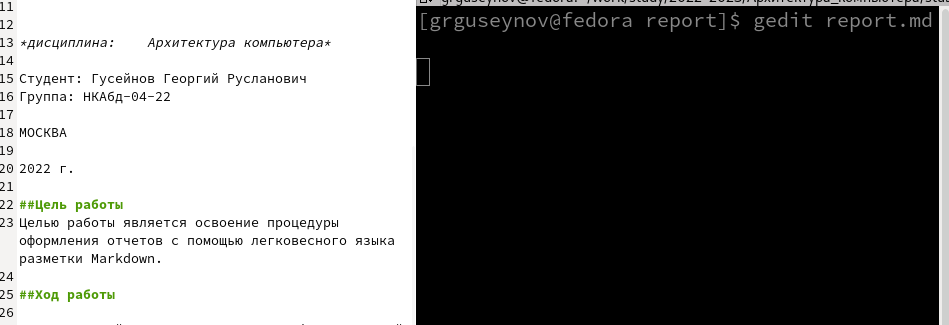 11
12
13 *дисциплина: Архитектура компьютера*
14
15 Студент: Гусейнов Георгий Русланович
16 Группа: НКАбд-04-22
17
18 МОСКВА
19
20 2022 г.
21
22 ##Цель работы
23 Целью работы является освоение процедуры
оформления отчетов с помощью легковесного языка
разметки Markdown.
24
25 ##Ход работы
26
[grguseynov@fedora report]$ gedit report.md